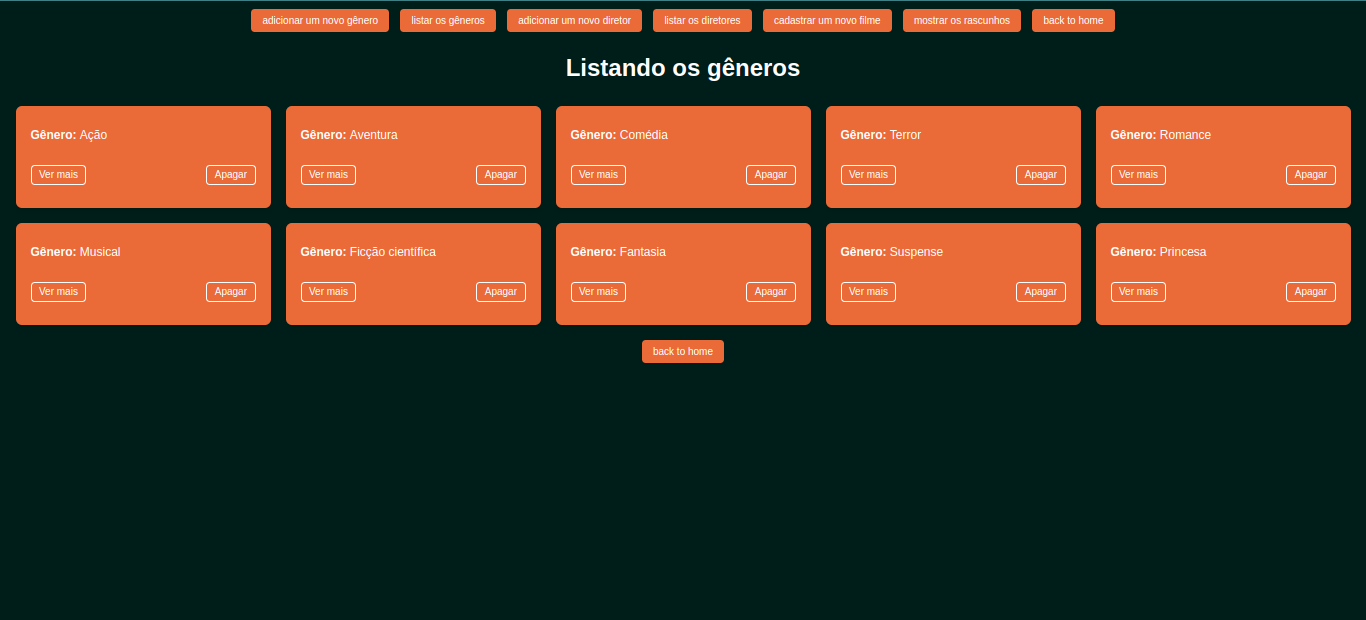 adicionar um novo gênero listar os gêneros adicionar um novo diretor listar os diretores cadastrar um novo filme mostrar os rascunhos back to home
Listando os gêneros
Gênero: Ação Gênero: Aventura Gênero: Comédia Gênero: Terror Gênero: Romance
Ver mais Apagar Ver mais Apagar Ver mais Apagar Ver mais Apagar Ver mais Apagar
Gênero: Musical Gênero: Ficção científica Gênero: Fantasia Gênero: Suspense Gênero: Princesa
Ver mais Apagar Ver mais Apagar Ver mais Apagar Ver mais Apagar Ver mais Apagar
back to home